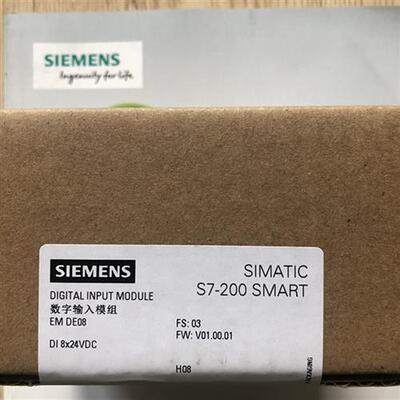 SIEMENS
Ingenuity for life
SIEMENS
SIMATIC
S7-200 SMART
DIGITAL INPUT MODULE
数字输入模组
EM DE08
FS: 03
FW: V01.00.01
DI 8x24VDC
H08
PACKAGING